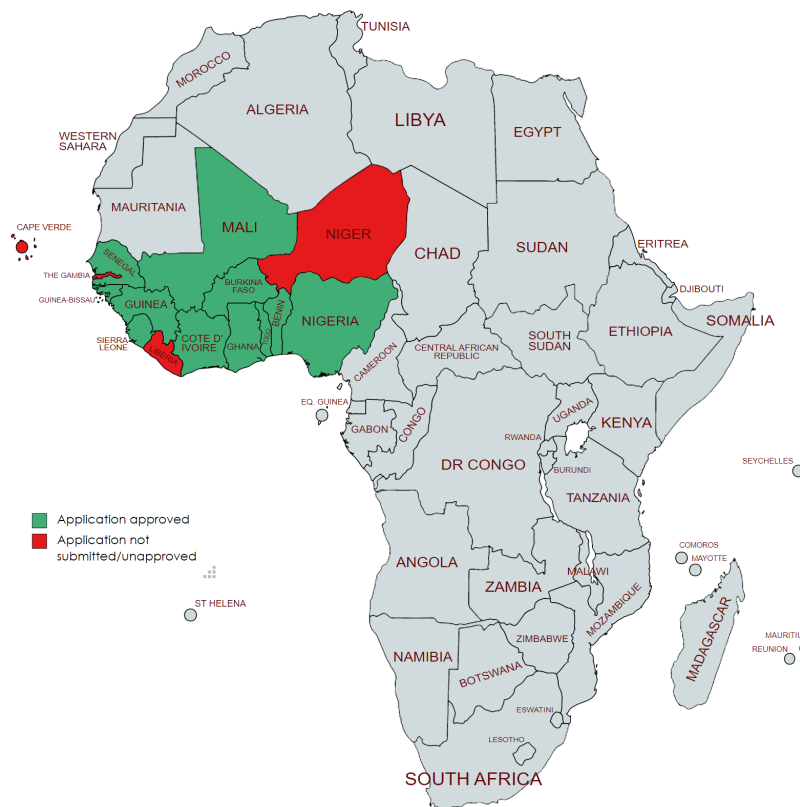 TUNISIA
MOROCCO
ALGERIA
LIBYA
EGYPT
WESTERN
SAHARA
MAURITANIA
MALI
NIGER
CAPE VERDE
CHAD
SUDAN
ERITREA
SENEGAL
THE GAMBIA
DJIBOUTI
BURKINA
FASO
GUINEA-BISSAU
GUINEA
BENIN
NIGERIA
SOMALIA
ETHIOPIA
SOUTH
SUDAN
SIERRA
LEONE
LIBERIA
COTE D'
IVOIRE
GHANA
TOGO
CENTRAL AFRICAN
REPUBLIC
CAMEROON
EQ. GUINEA
UGANDA
KENYA
GABON
CONGO
RWANDA
DR CONGO
BURUNDI
SEYCHELLES
TANZANIA
Application approved
Application not
submitted/unapproved
COMOROS
MAYOTTE
ANGOLA
MALAWI
ZAMBIA
ST HELENA
MOZAMBIQUE
MADAGASCAR
ZIMBABWE
MAURITIU
REUNION
NAMIBIA
BOTSWANA
ESWATINI
LESOTHO
SOUTH AFRICA